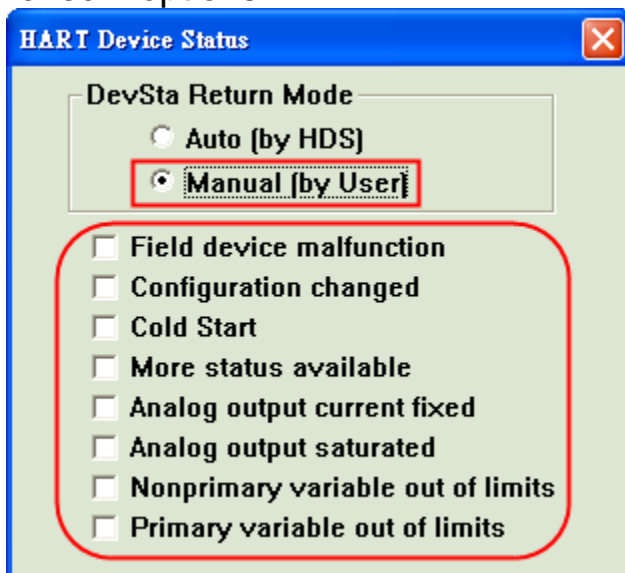 HART Device Status
DevSta Return Mode
Auto (by HDS)
Manual (by User)
Field device malfunction
Configuration changed
Cold Start
More status available
Analog output current fixed
Analog output saturated
Nonprimary variable out of limits
Primary variable out of limits